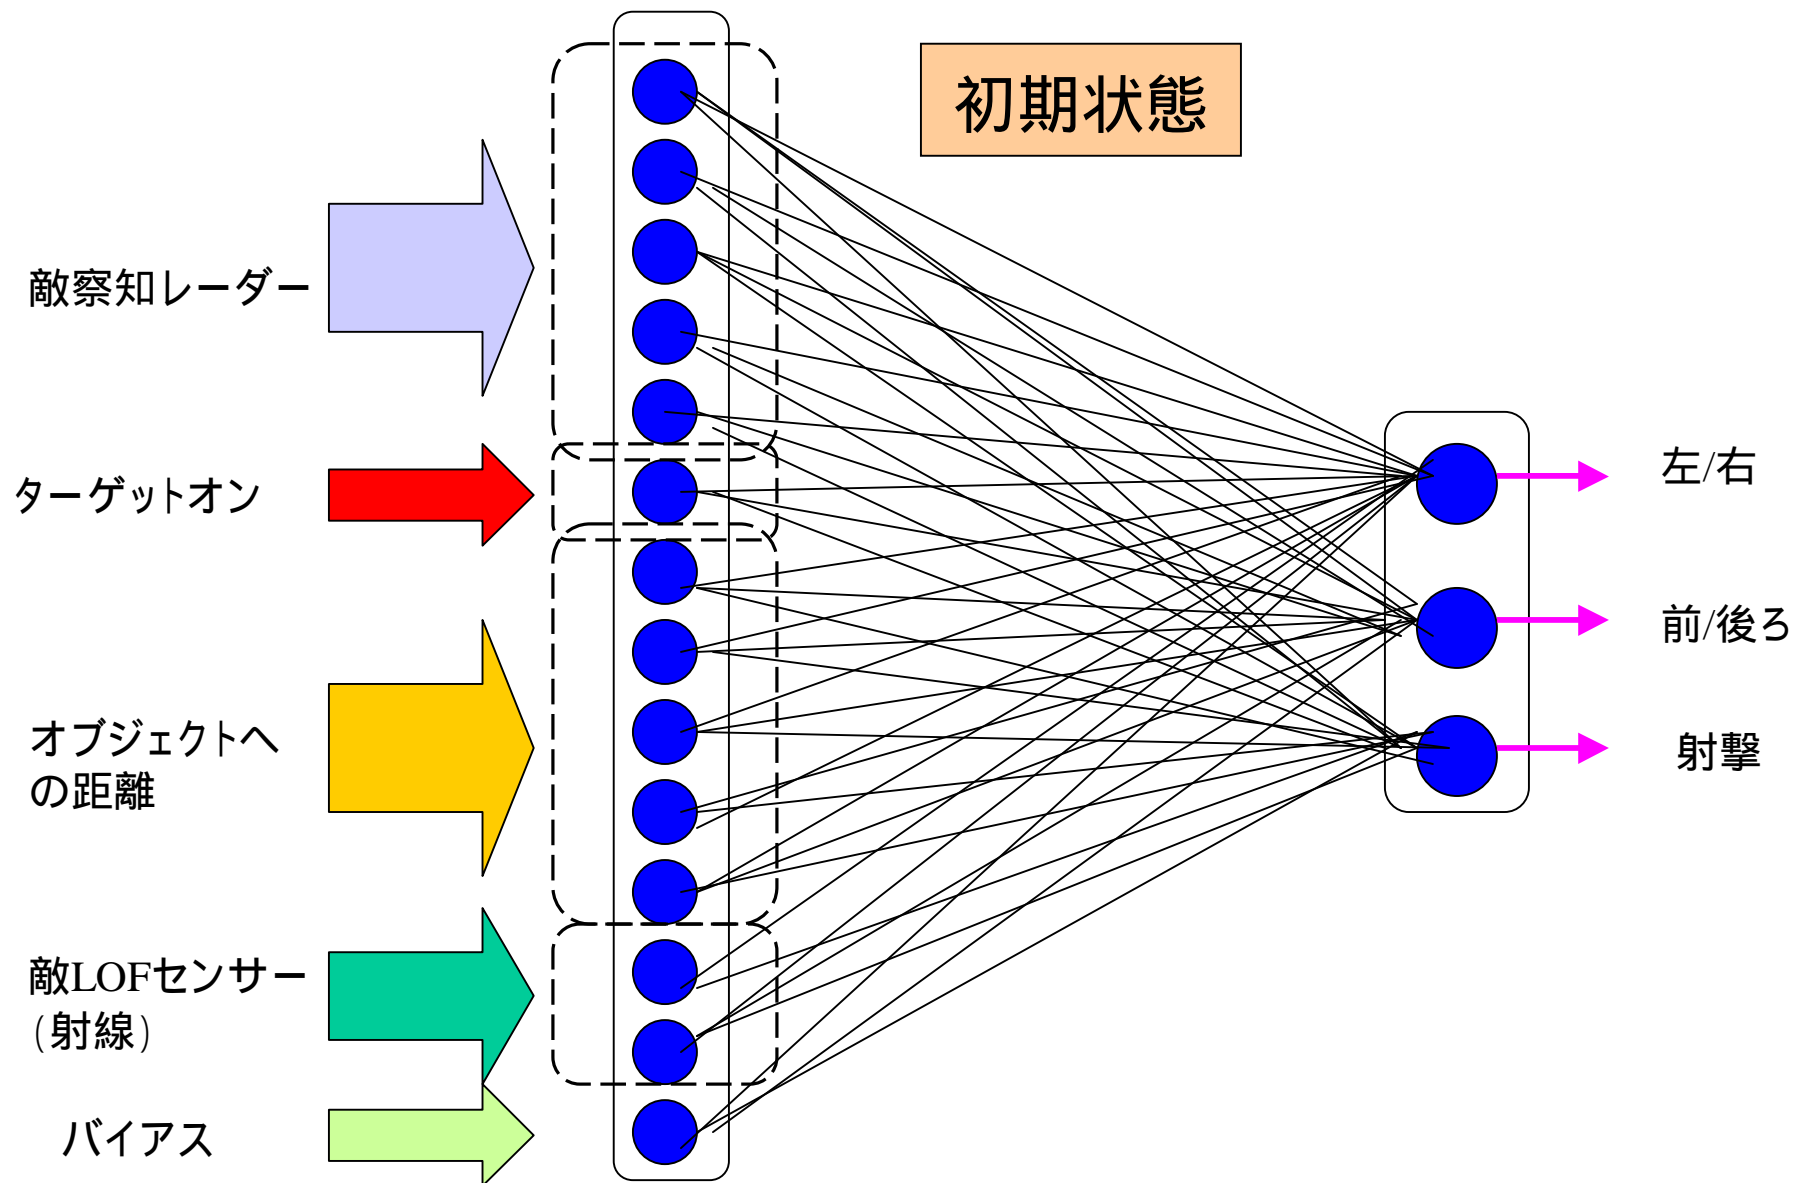 初期状態
敵察知レーダー
ターゲットオン
オブジェクトへ
の距離
敵LOFセンサー
(射線)
バイアス
左/右
前/後ろ
射撃